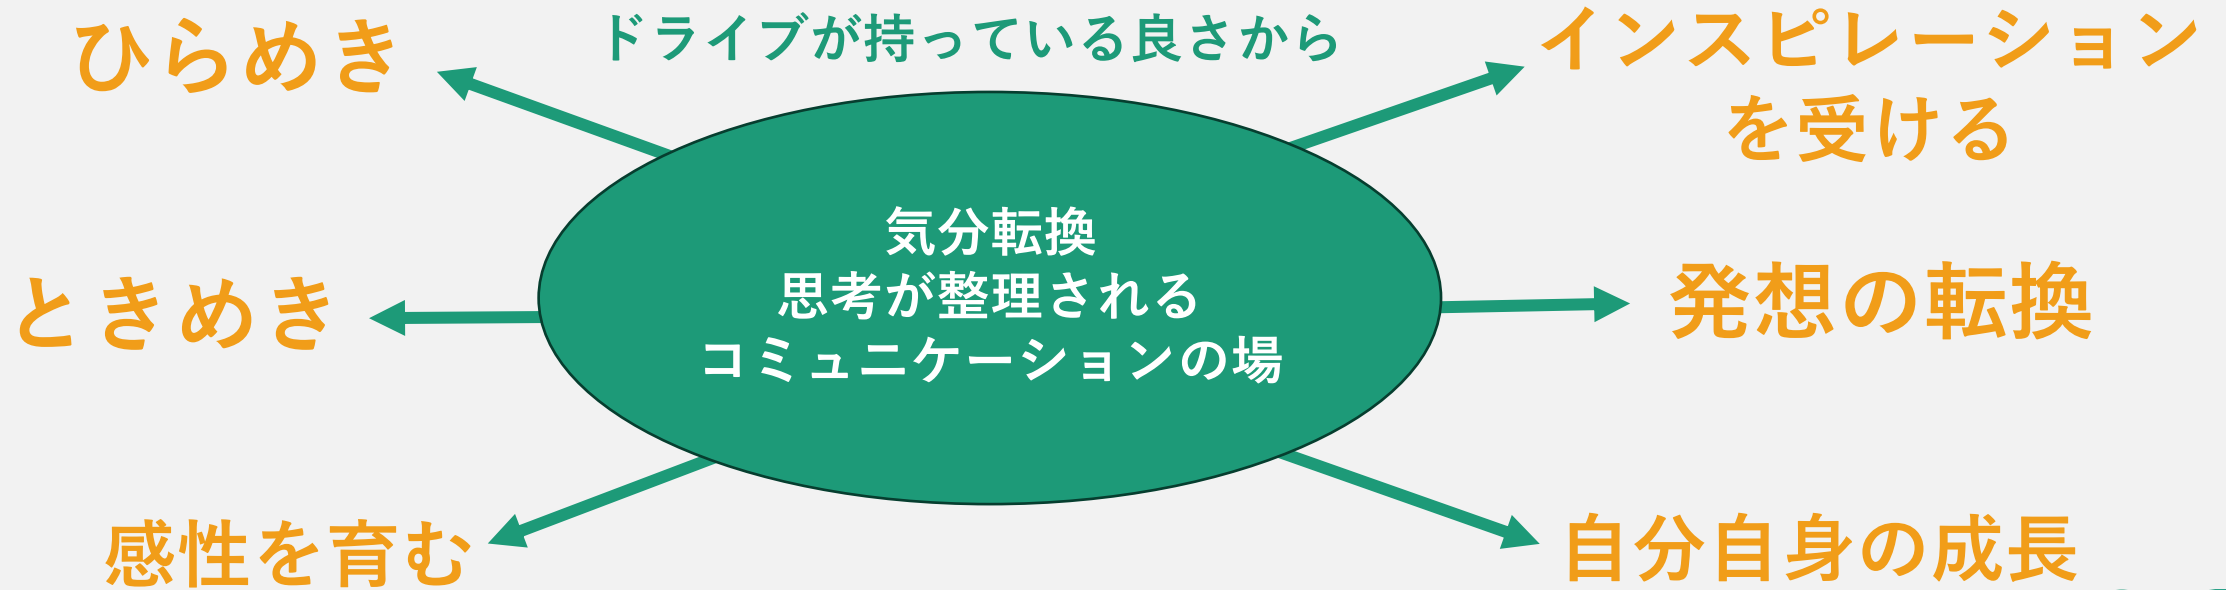 ドライブが持っている良さから
ひらめき
ときめき
感性を育む
気分転換
思考が整理される
コミュニケーションの場
インスピレーション
を受ける
発想の転換
自分自身の成長